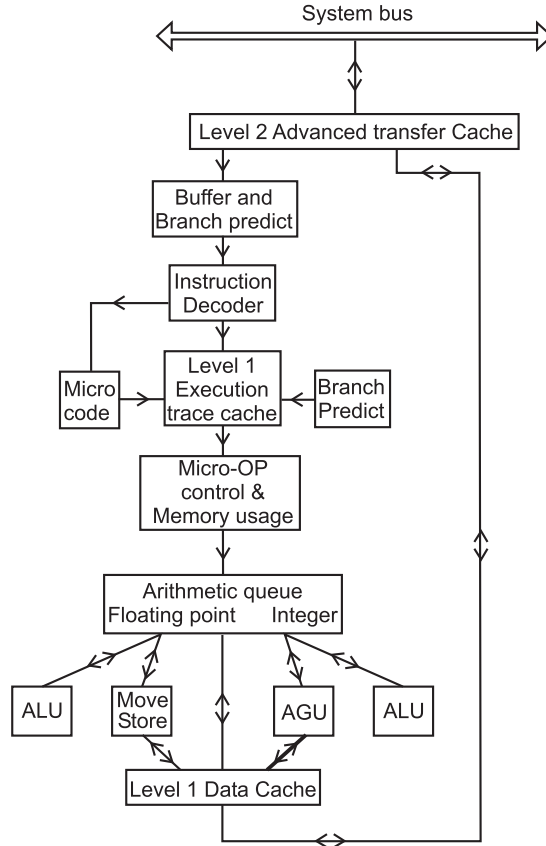 System bus
Level 2 Advanced transfer Cache
Buffer and
Branch predict
Instruction
Decoder
Level 1
Execution
trace cache
Micro
code
Branch
Predict
Micro-OP
control &
Memory usage
Arithmetic queue
Floating point Integer
ALU
Move
Store
AGU
ALU
Level 1 Data Cache